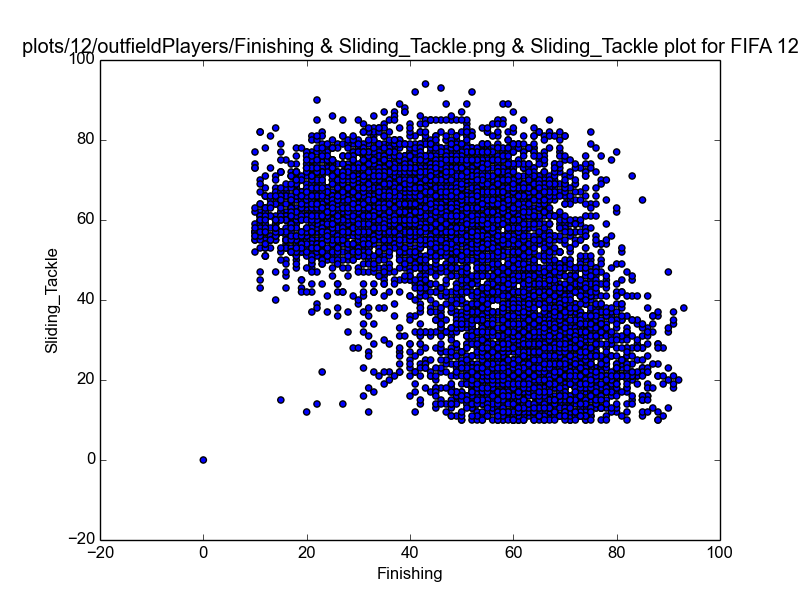 plots/12/outfieldPlayers/Finishing & Sliding_Tackle.png & Sliding_Tackle plot for FIFA 12
100
80
60
40
20
0
−20
Sliding_Tackle
−20 0 20 40 60 80 100
Finishing